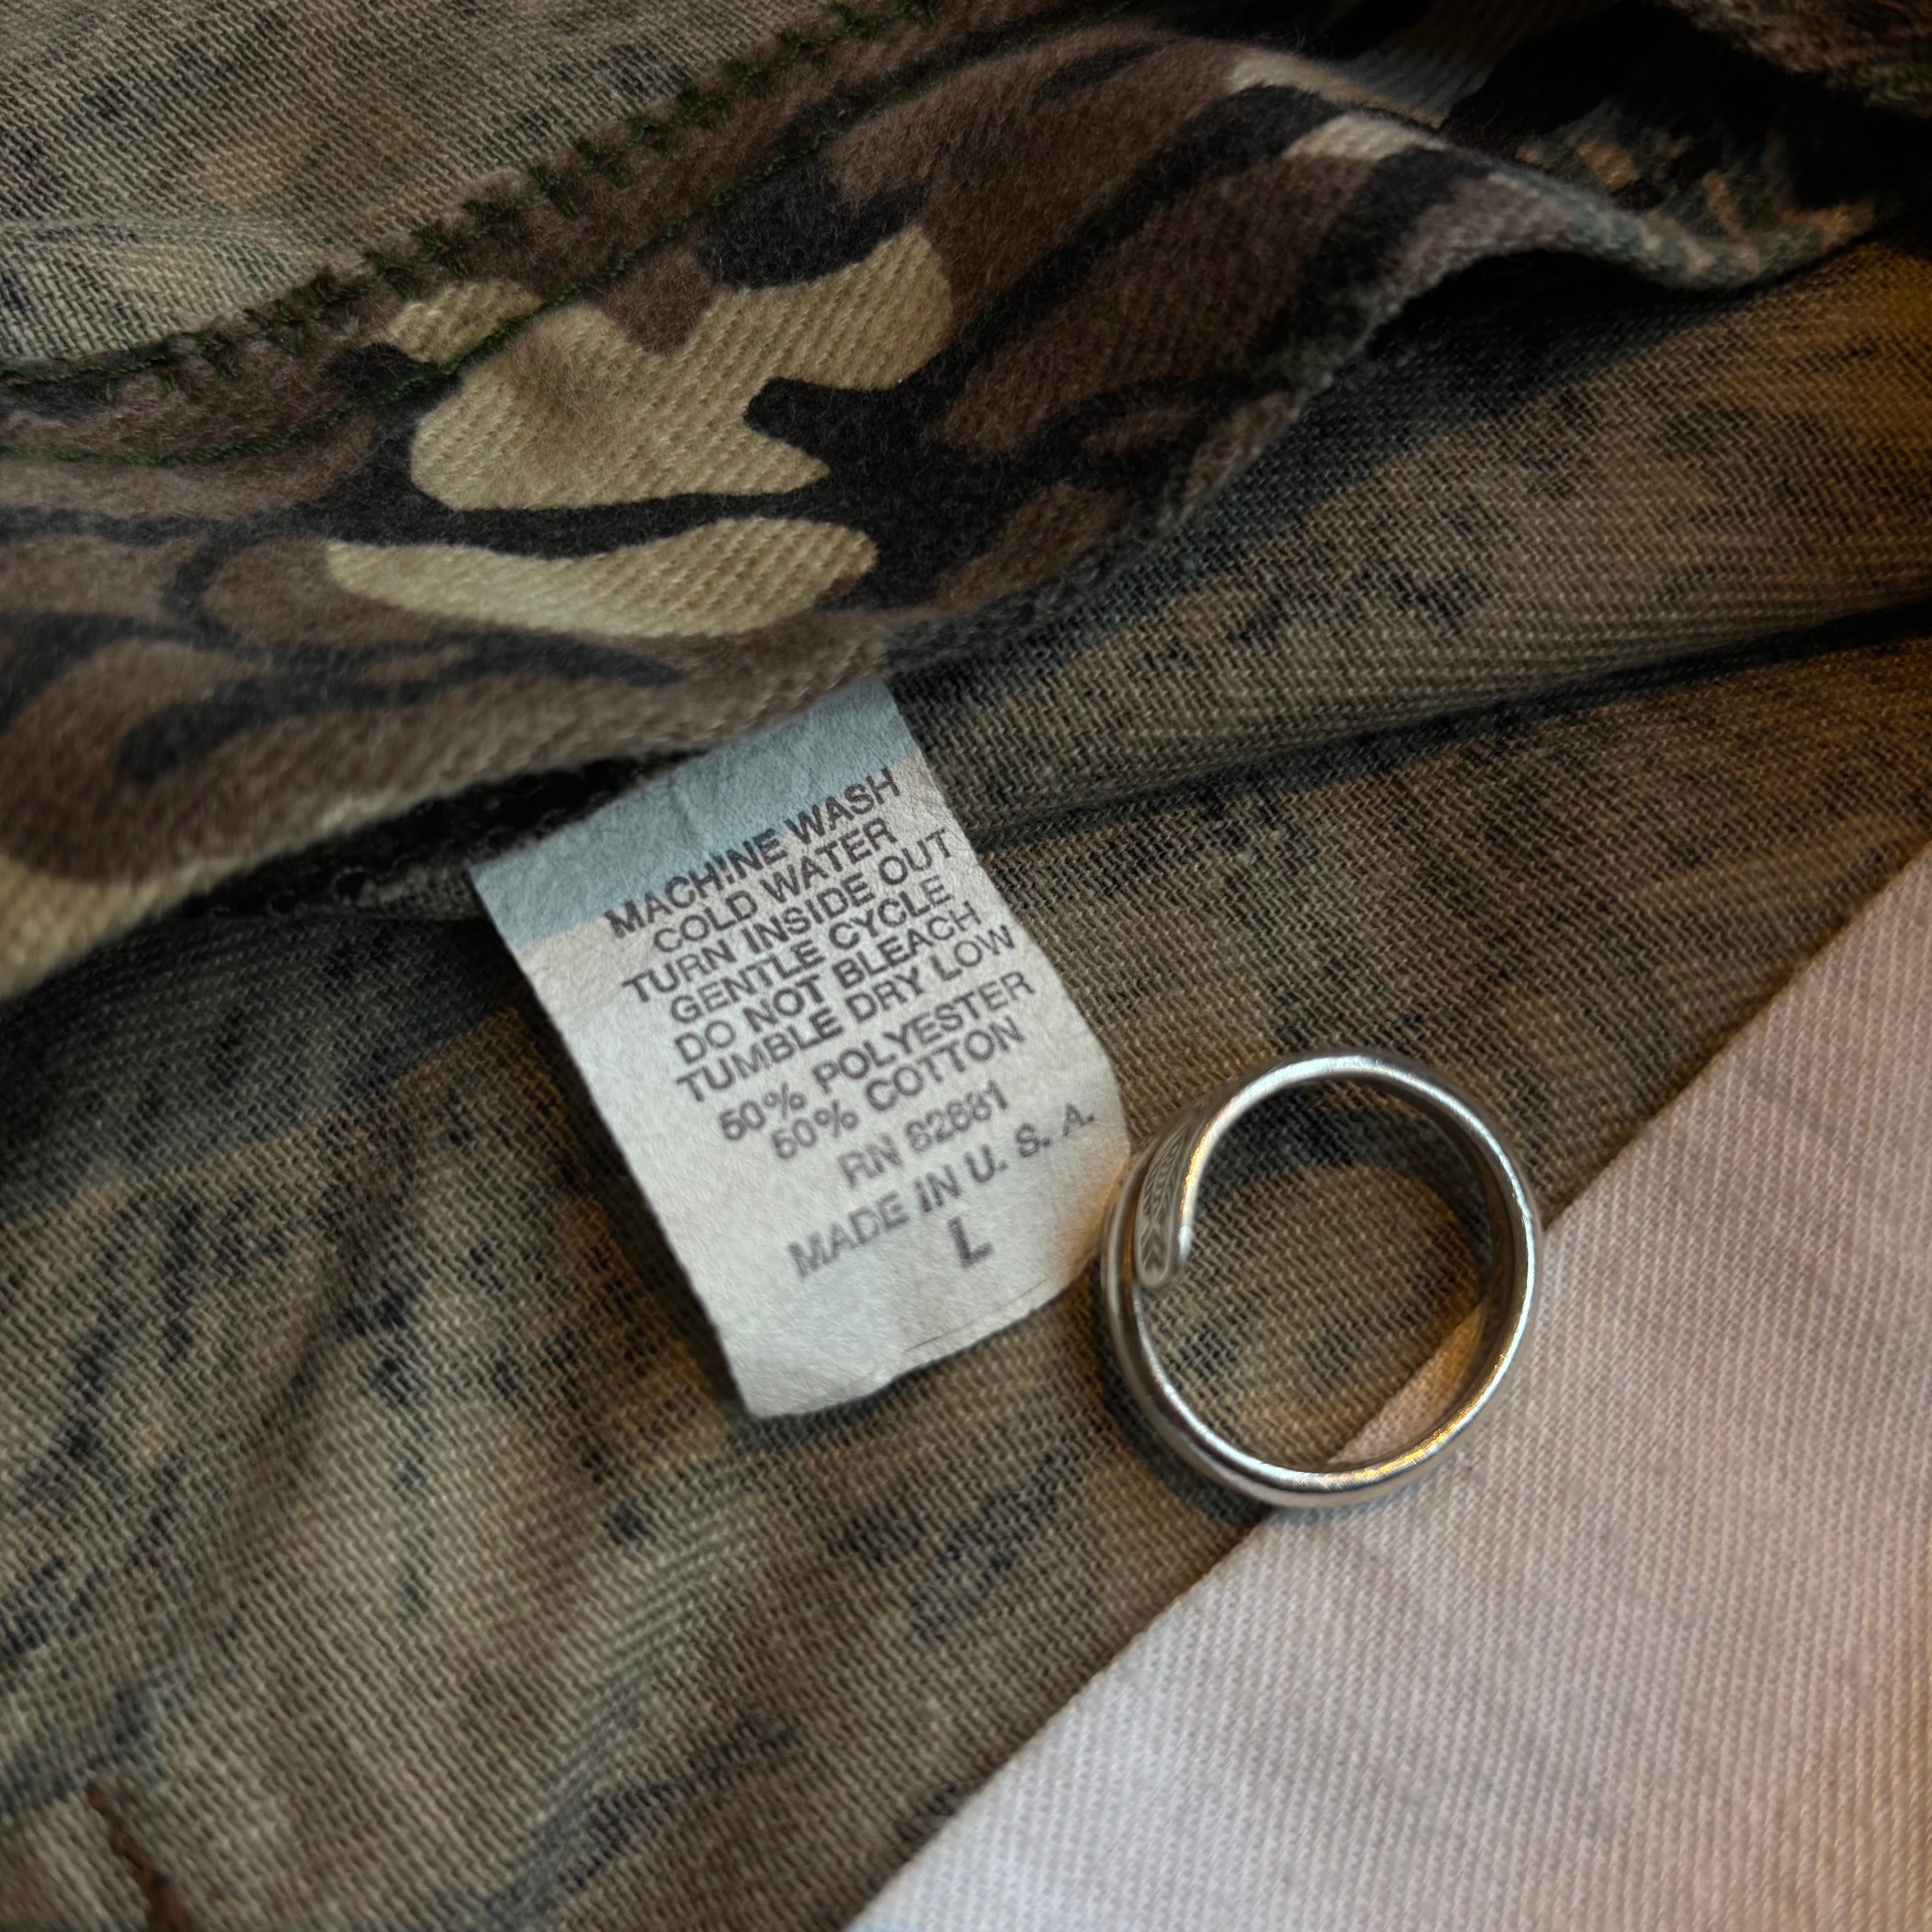 MACHINE WASH
COLD WATER
TURN INSIDE OUT
GENTLE CYCLE
DO NOT BLEACH
TUMBLE DRY LOW
50% POLYESTER
50% COTTON
RN 82881
MADE IN U. S. A.
L